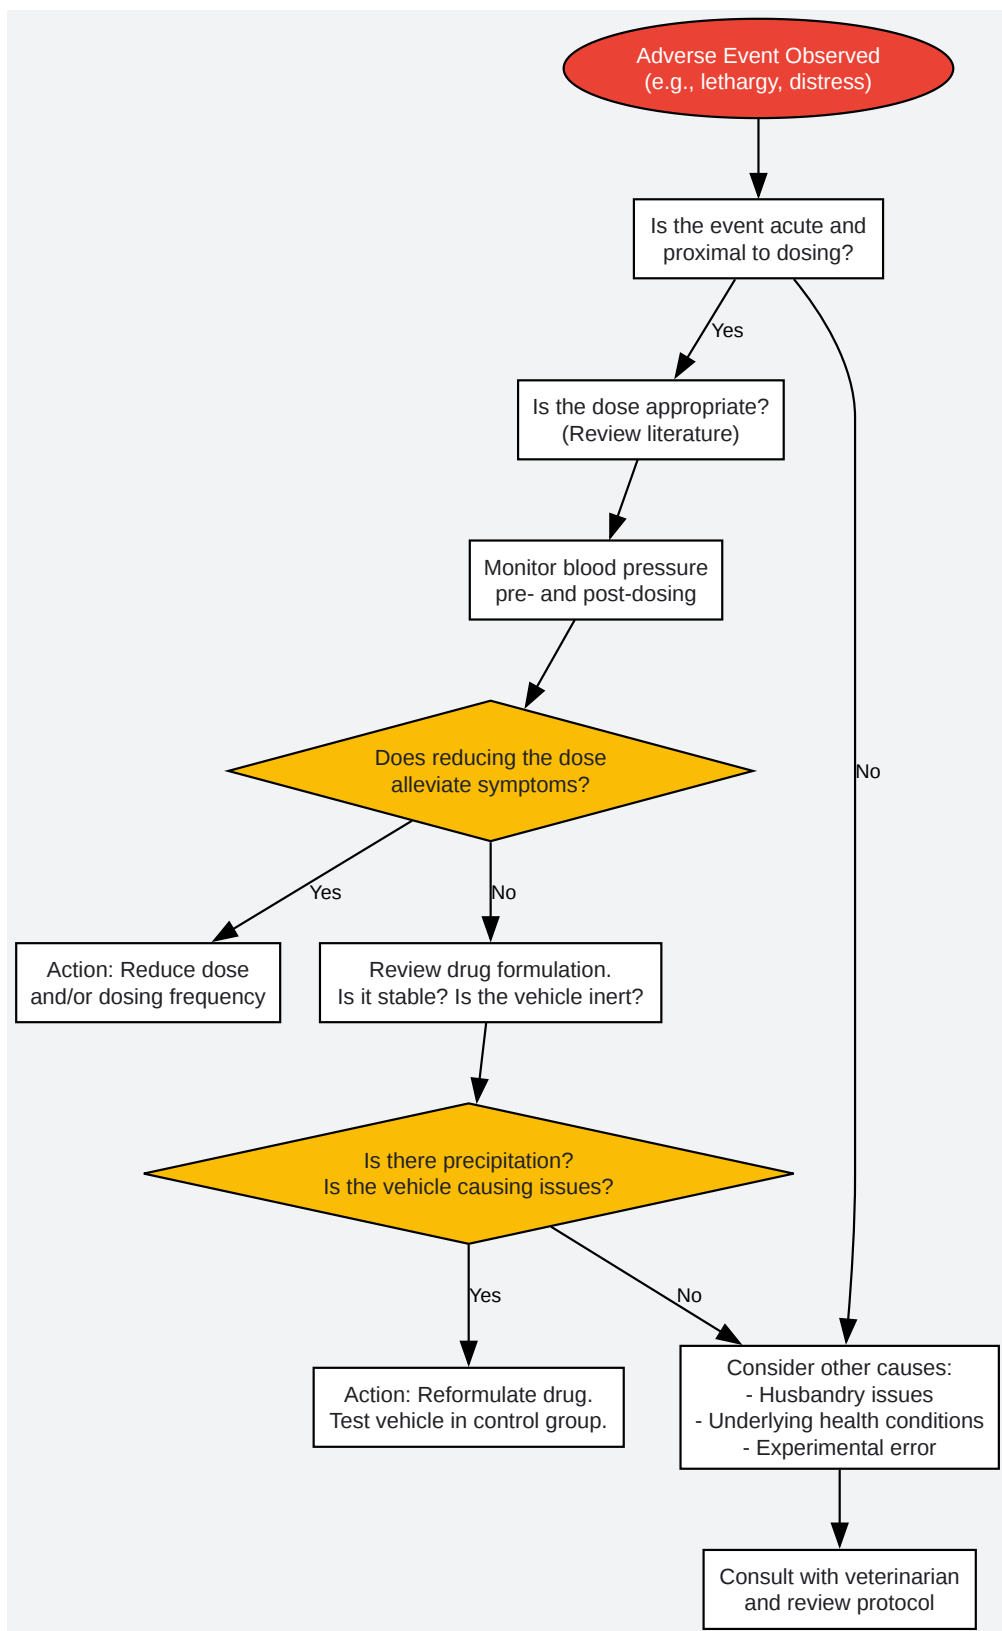 Adverse Event Observed
(e.g., lethargy, distress)
Is the event acute and
proximal to dosing?
Yes
Is the dose appropriate?
(Review literature)
Monitor blood pressure
pre- and post-dosing
Does reducing the dose
alleviate symptoms?
No
Yes
No
Action: Reduce dose
and/or dosing frequency
Review drug formulation.
Is it stable? Is the vehicle inert?
Is there precipitation?
Is the vehicle causing issues?
Yes
No
Action: Reformulate drug.
Test vehicle in control group.
Consider other causes:
- Husbandry issues
- Underlying health conditions
- Experimental error
Consult with veterinarian
and review protocol